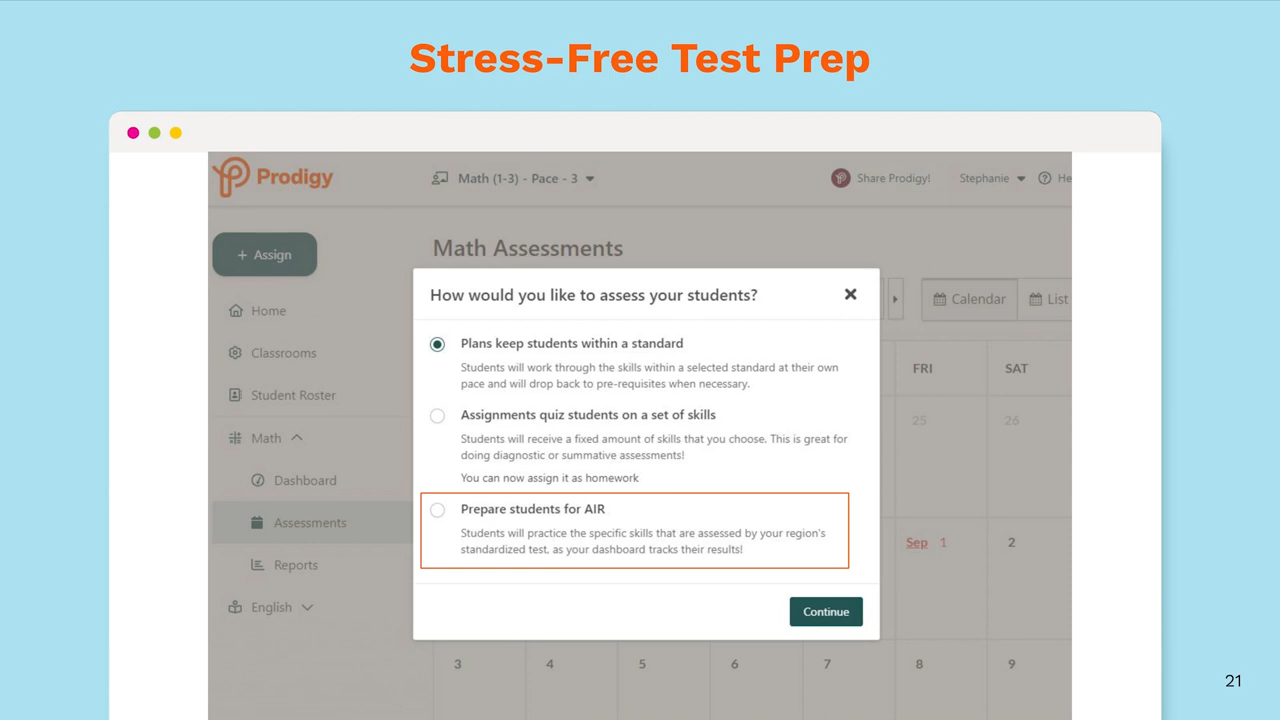 Stress-Free Test Prep
Prodigy
Math (1-3) - Pace - 3
Share Prodigy!
Stephanie
He
+ Assign
Math Assessments
Home
Classrooms
Student Roster
Math
Dashboard
Assessments
Reports
English
Calendar
List
FRI
SAT
25
26
Sep 1
2
How would you like to assess your students?
Plans keep students within a standard
Students will work through the skills within a selected standard at their own
pace and will drop back to pre-requisites when necessary.
Assignments quiz students on a set of skills
Students will receive a fixed amount of skills that you choose. This is great for
doing diagnostic or summative assessments!
You can now assign it as homework
Prepare students for AIR
Students will practice the specific skills that are assessed by your region's
standardized test, as your dashboard tracks their results!
Continue
3 4 5 6 7 8 9
21